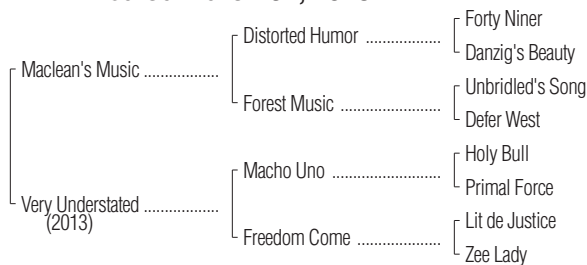 Forty Niner
Distorted Humor ...................
Danzig's Beauty
Maclean's Music ...................
Unbridled's Song
Forest Music .........................
Defer West
Holy Bull
Macho Uno ...........................
Primal Force
Very Understated ...................
(2013)
Lit de Justice
Freedom Come ......................
Zee Lady